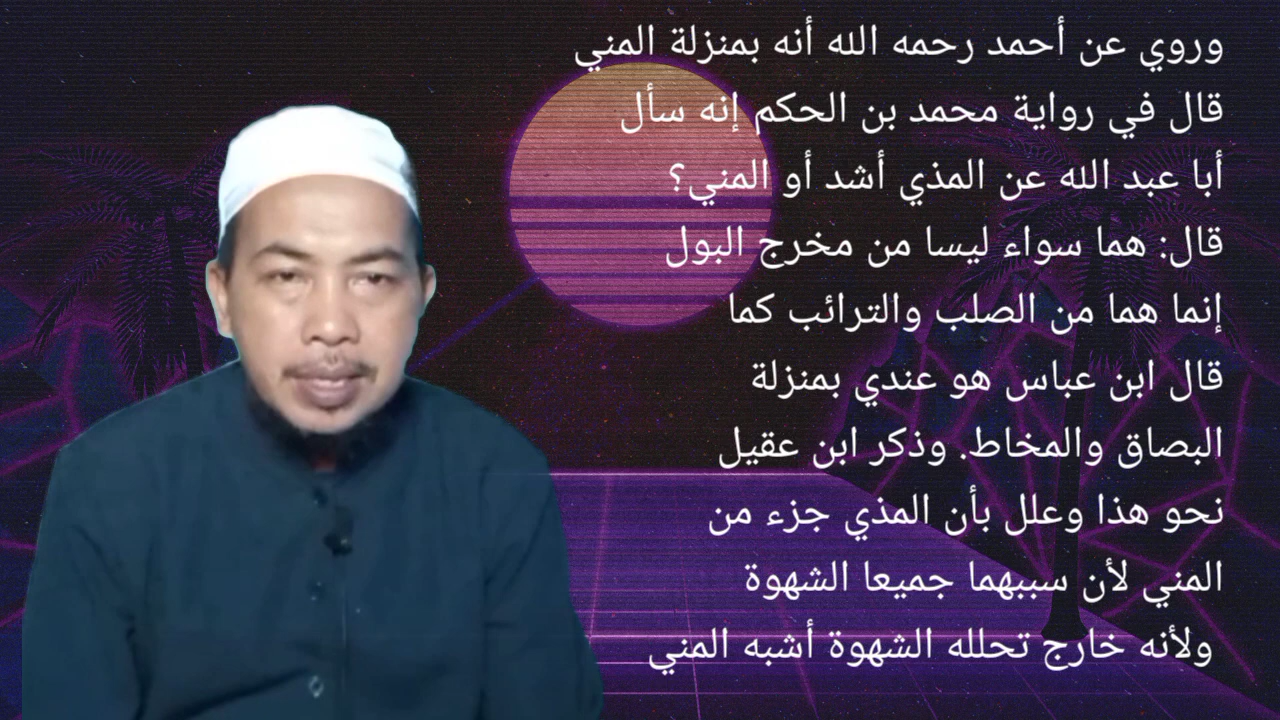 وروي عن أحمد رحمه الله أنه بمنزلة المني
قال في رواية محمد بن الحكم إنه سأل
أبا عبد الله عن المذي أشد أو المني؟
قال: هما سواء ليسا من مخرج البول
إنما هما من الصلب والترائب كما
قال ابن عباس هو عندي بمنزلة
البصاق والمخاط. وذكر ابن عقيل
نحو هذا وعلل بأن المذي جزء من
المني لأن سببهما جميعا الشهوة
ولأنه خارج تحلله الشهوة أشبه المني